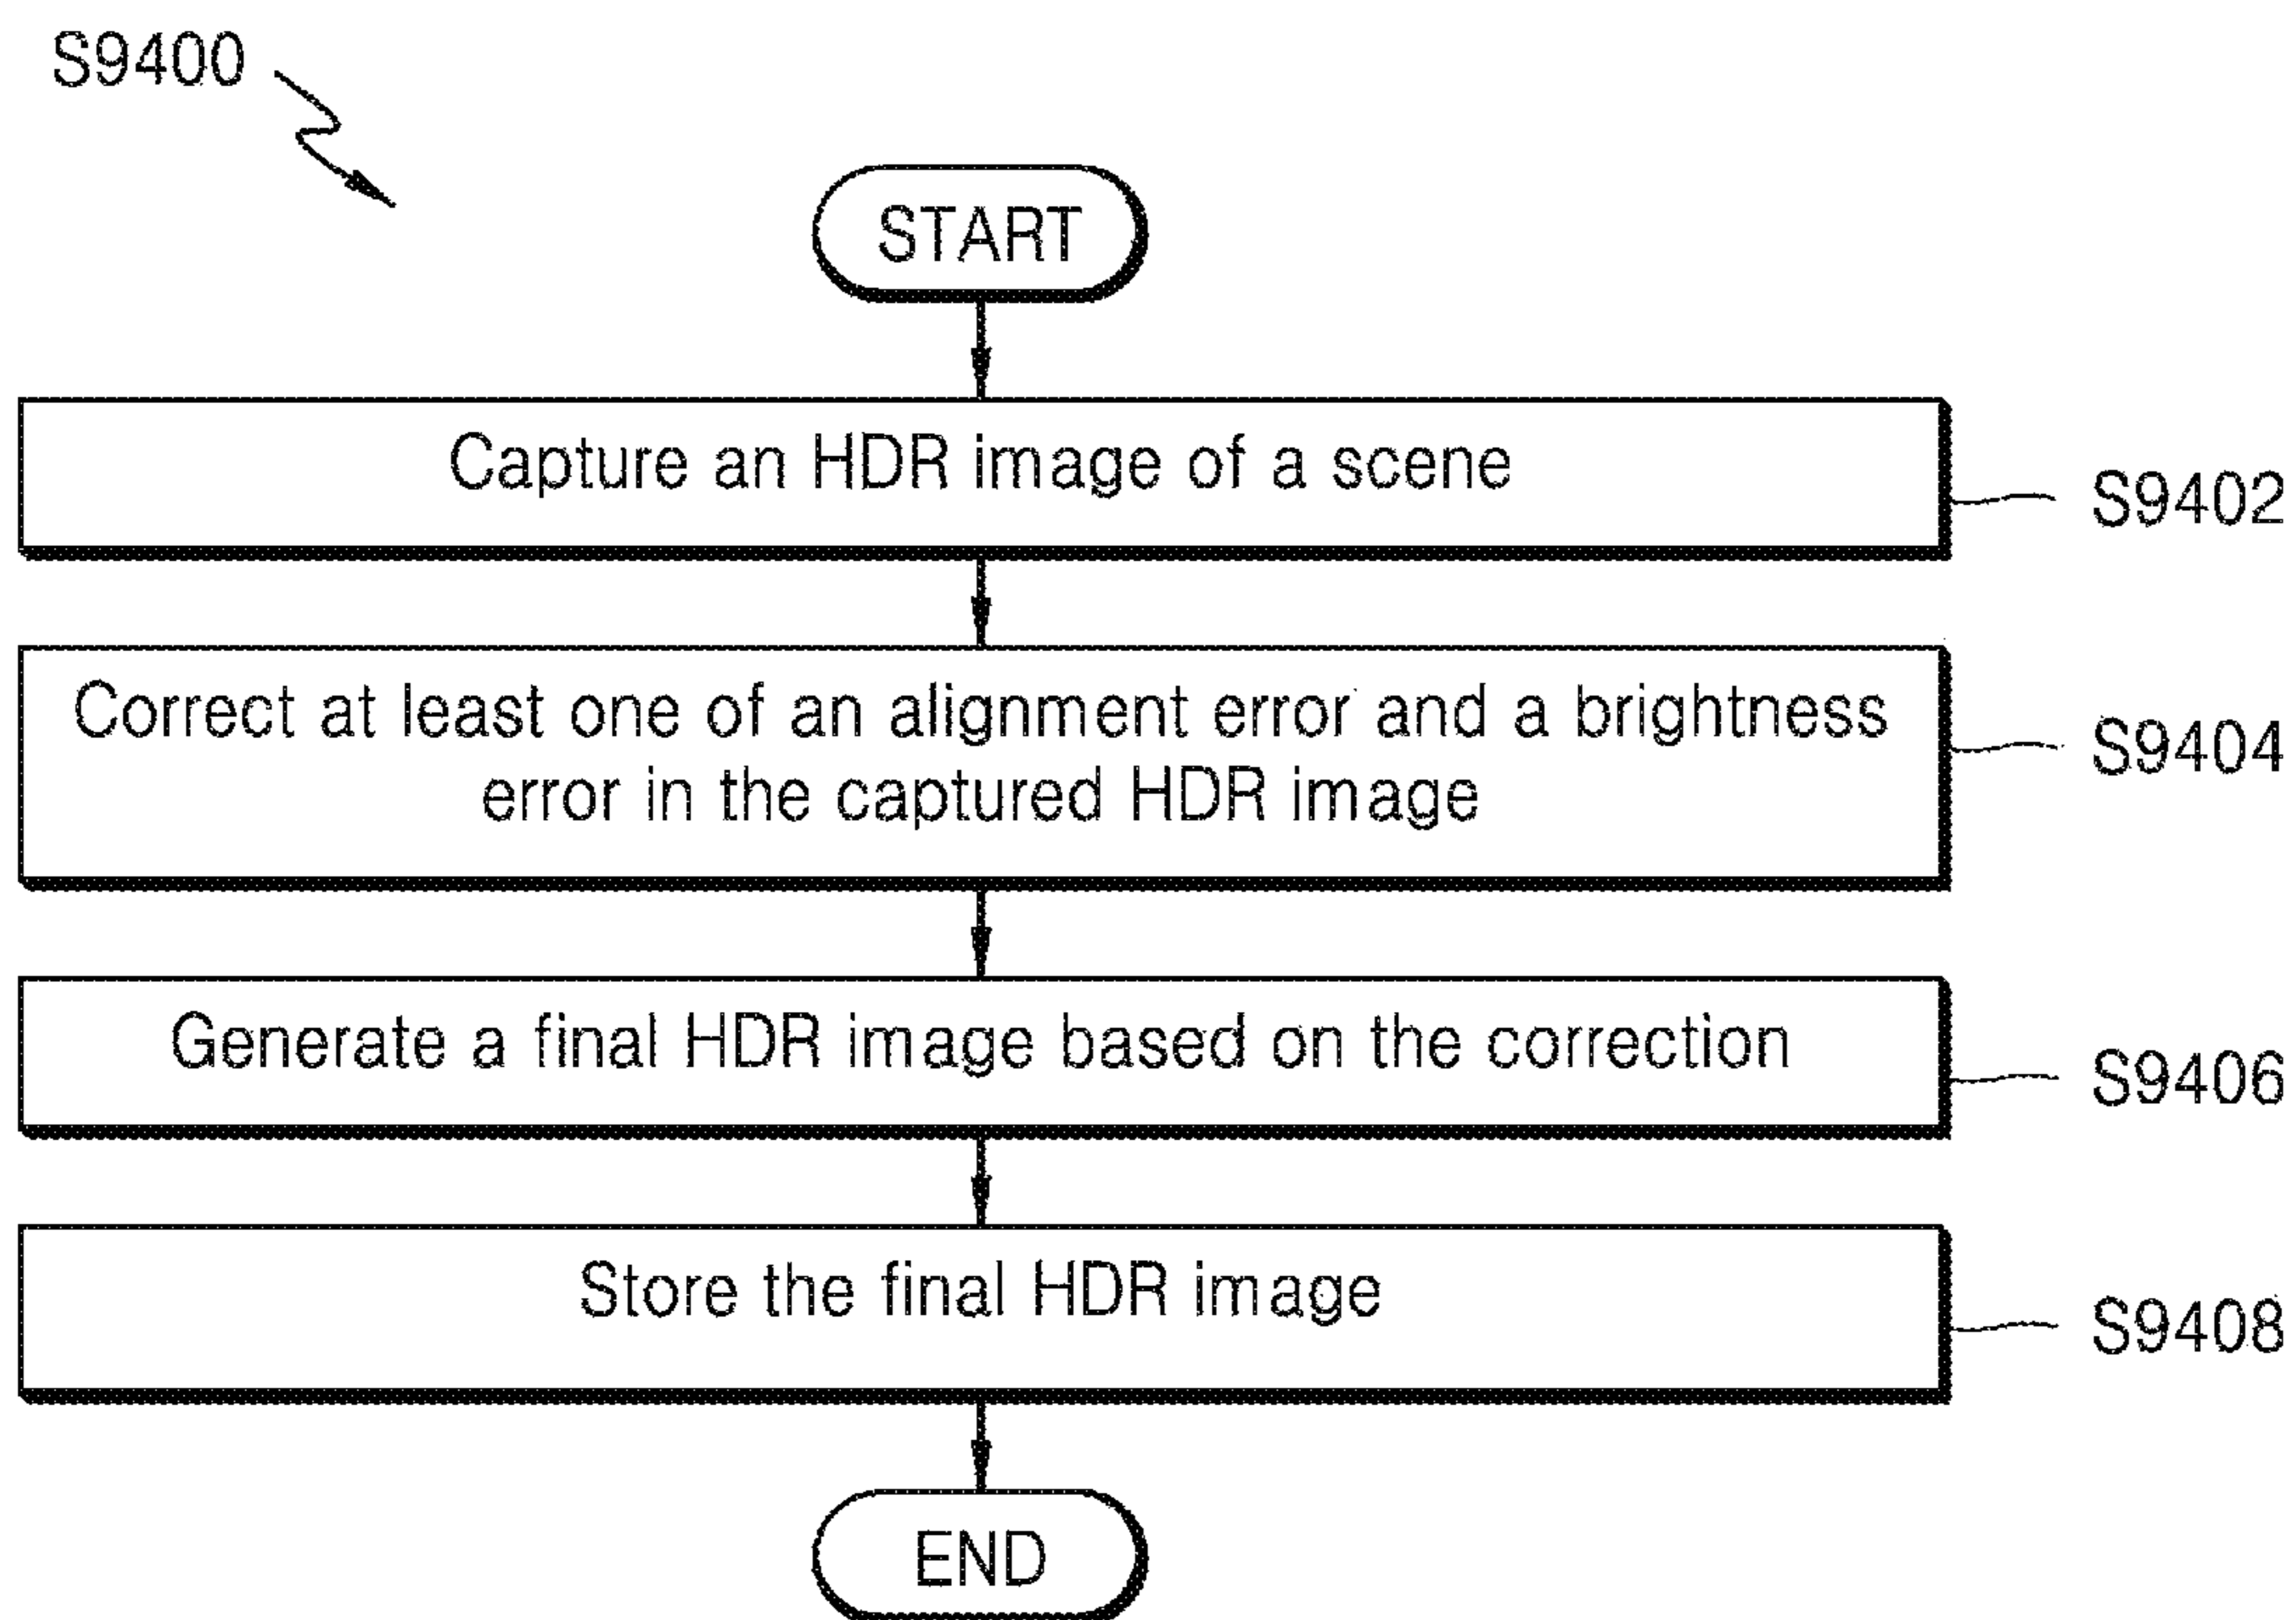 S9400
START
Capture an HDR image of a scene
S9402
Correct at least one of an alignment error and a brightness
error in the captured HDR image
S9404
Generate a final HDR image based on the correction
S9406
Store the final HDR image
S9408
END